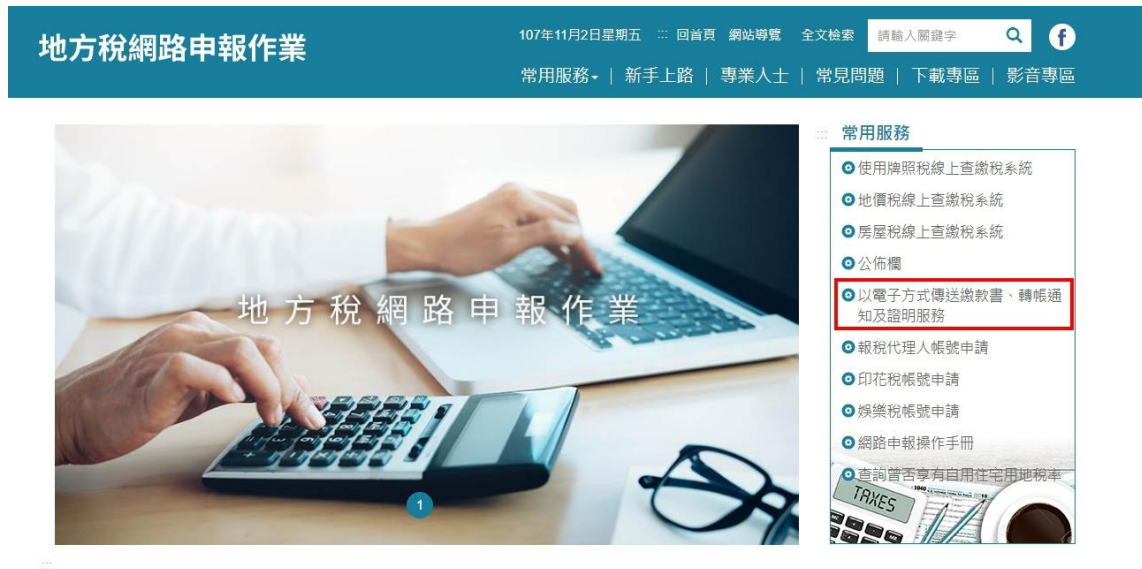 地方稅網路申報作業
107年11月2日星期五 ::: 回首頁 網站導覽 全文檢索 請輸入關鍵字
常用服務 | 新手上路 | 專業人士 | 常見問題 | 下載專區 | 影音專區
地方稅網路申報作業
1
::: 常用服務
使用牌照稅線上查繳稅系統
地價稅線上查繳稅系統
房屋稅線上查繳稅系統
公佈欄
以電子方式傳送繳款書、轉帳通
知及證明服務
報稅代理人帳號申請
印花稅帳號申請
娛樂稅帳號申請
網路申報操作手冊
查詢曾否享有自用住宅用地稅率
TAXES
:::